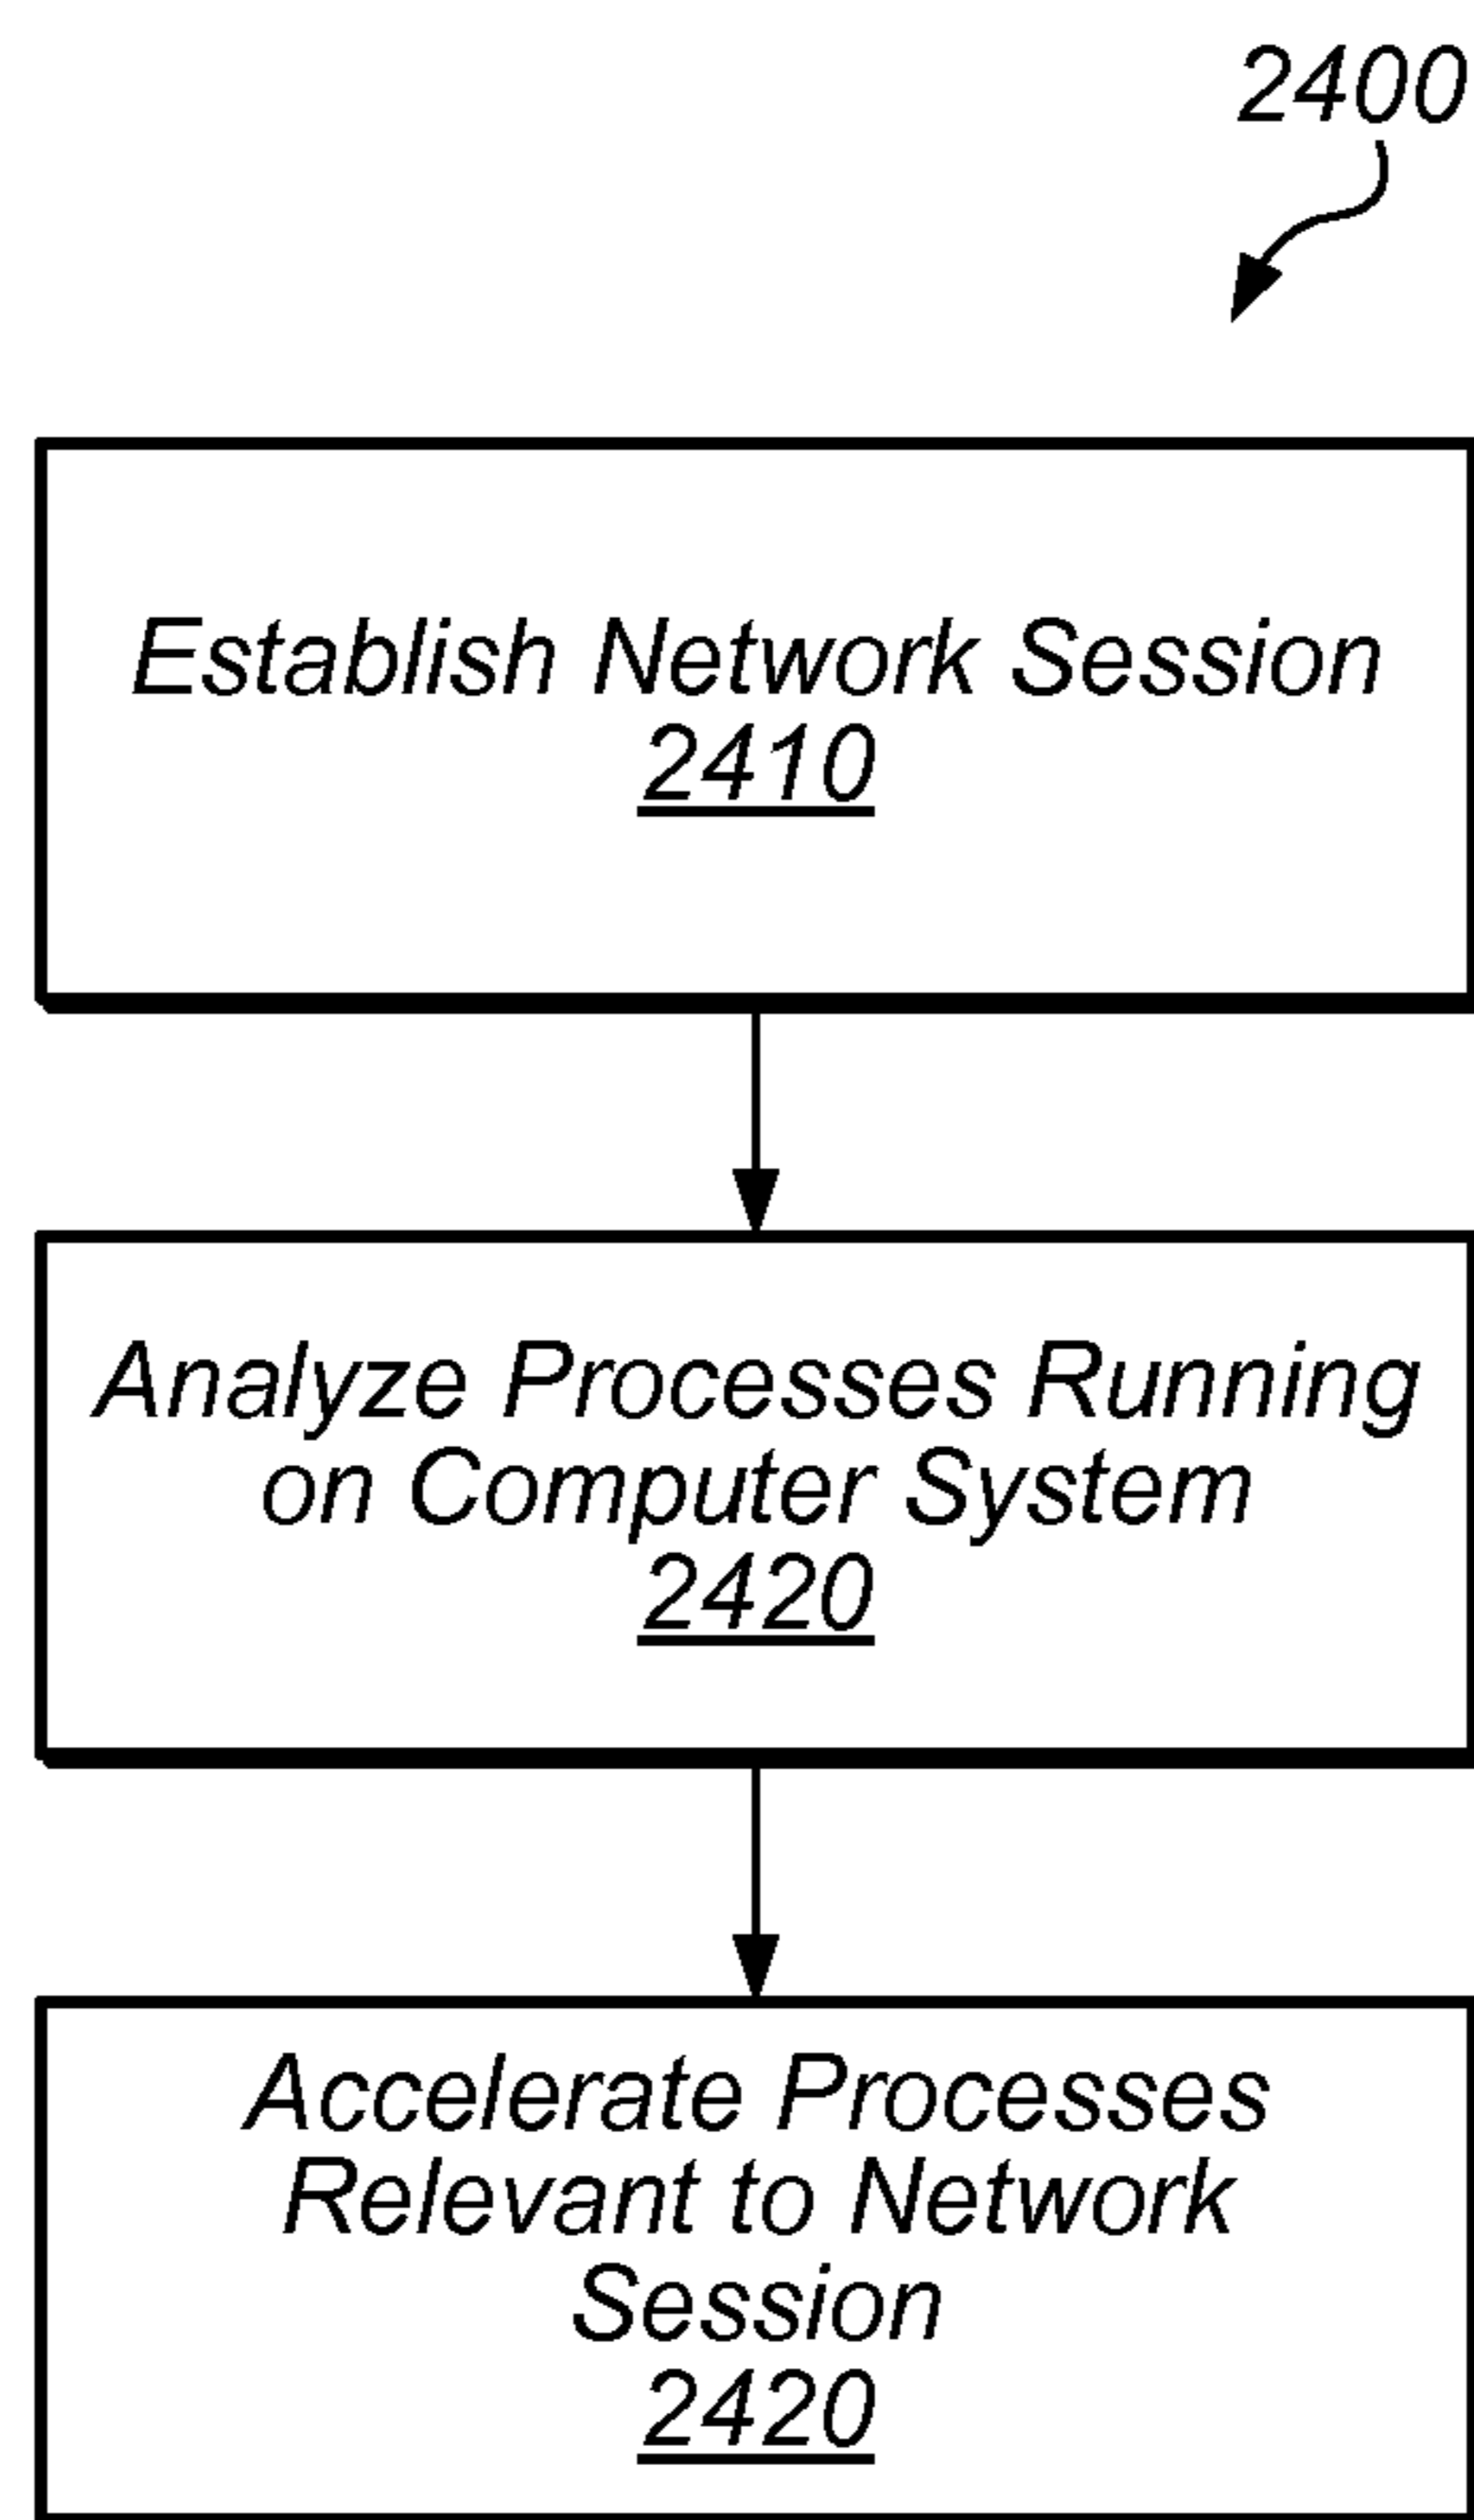 2400
Establish Network Session
2410
Analyze Processes Running
on Computer System
2420
Accelerate Processes
Relevant to Network
Session
2420